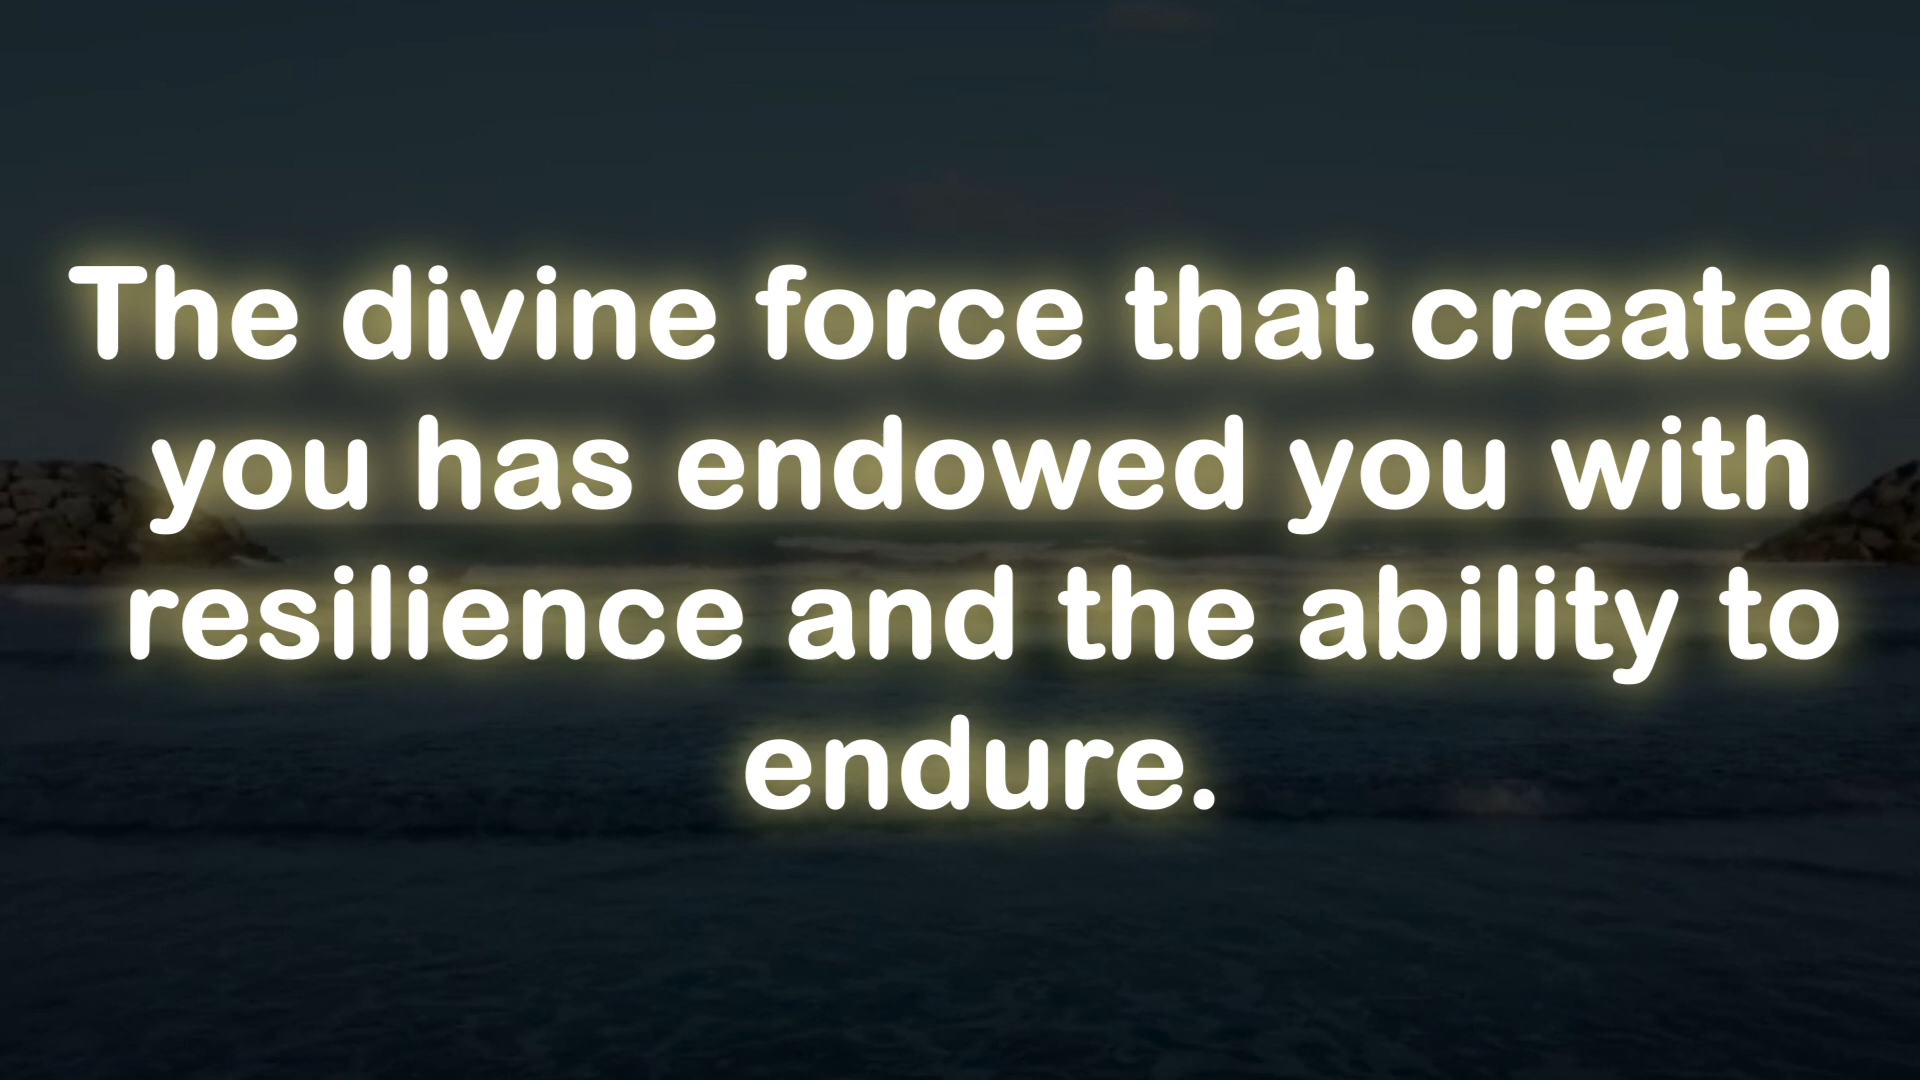 The divine force that created
you has endowed you with
resilience and the ability to
endure.